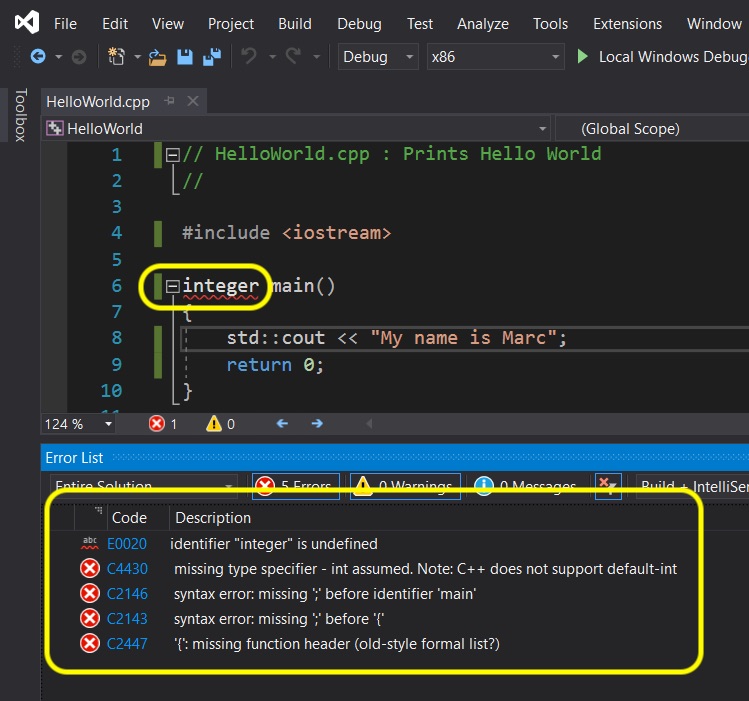 File Edit View Project Build Debug Test Analyze Tools Extensions Window
Debug x86 Local Windows Debug
Toolbox
HelloWorld.cpp
HelloWorld (Global Scope)
1 // HelloWorld.cpp : Prints Hello World
2 //
3
4 #include <iostream>
5
6 integer main()
7 {
8 std::cout << "My name is Marc";
9 return 0;
10 }
11
124 % 1 0
Error List
Entire Solution 5 Errors 0 Warnings 0 Messages Build + IntelliSen
Code Description
abc E0020 identifier "integer" is undefined
C4430 missing type specifier - int assumed. Note: C++ does not support default-int
C2146 syntax error: missing ';' before identifier 'main'
C2143 syntax error: missing ';' before '{'
C2447 '{': missing function header (old-style formal list?)